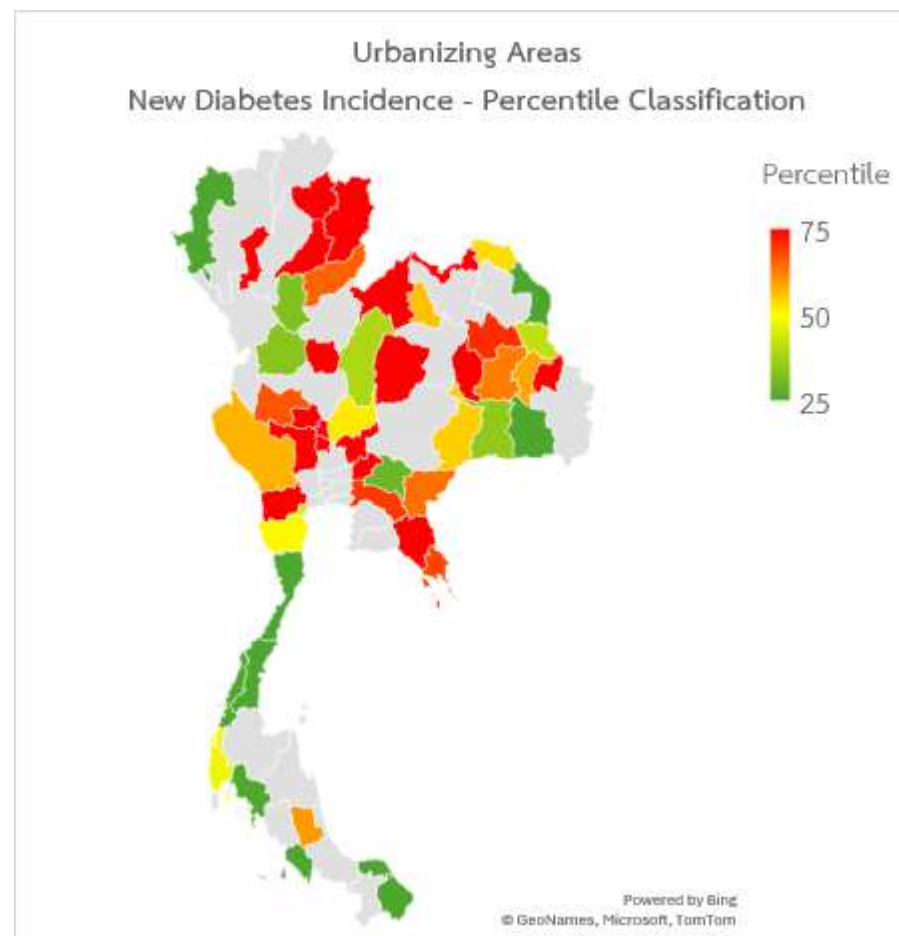 Urbanizing Areas
New Diabetes Incidence - Percentile Classification
Percentile
75
50
25
Powered by Bing
© GeoNames, Microsoft, TomTom